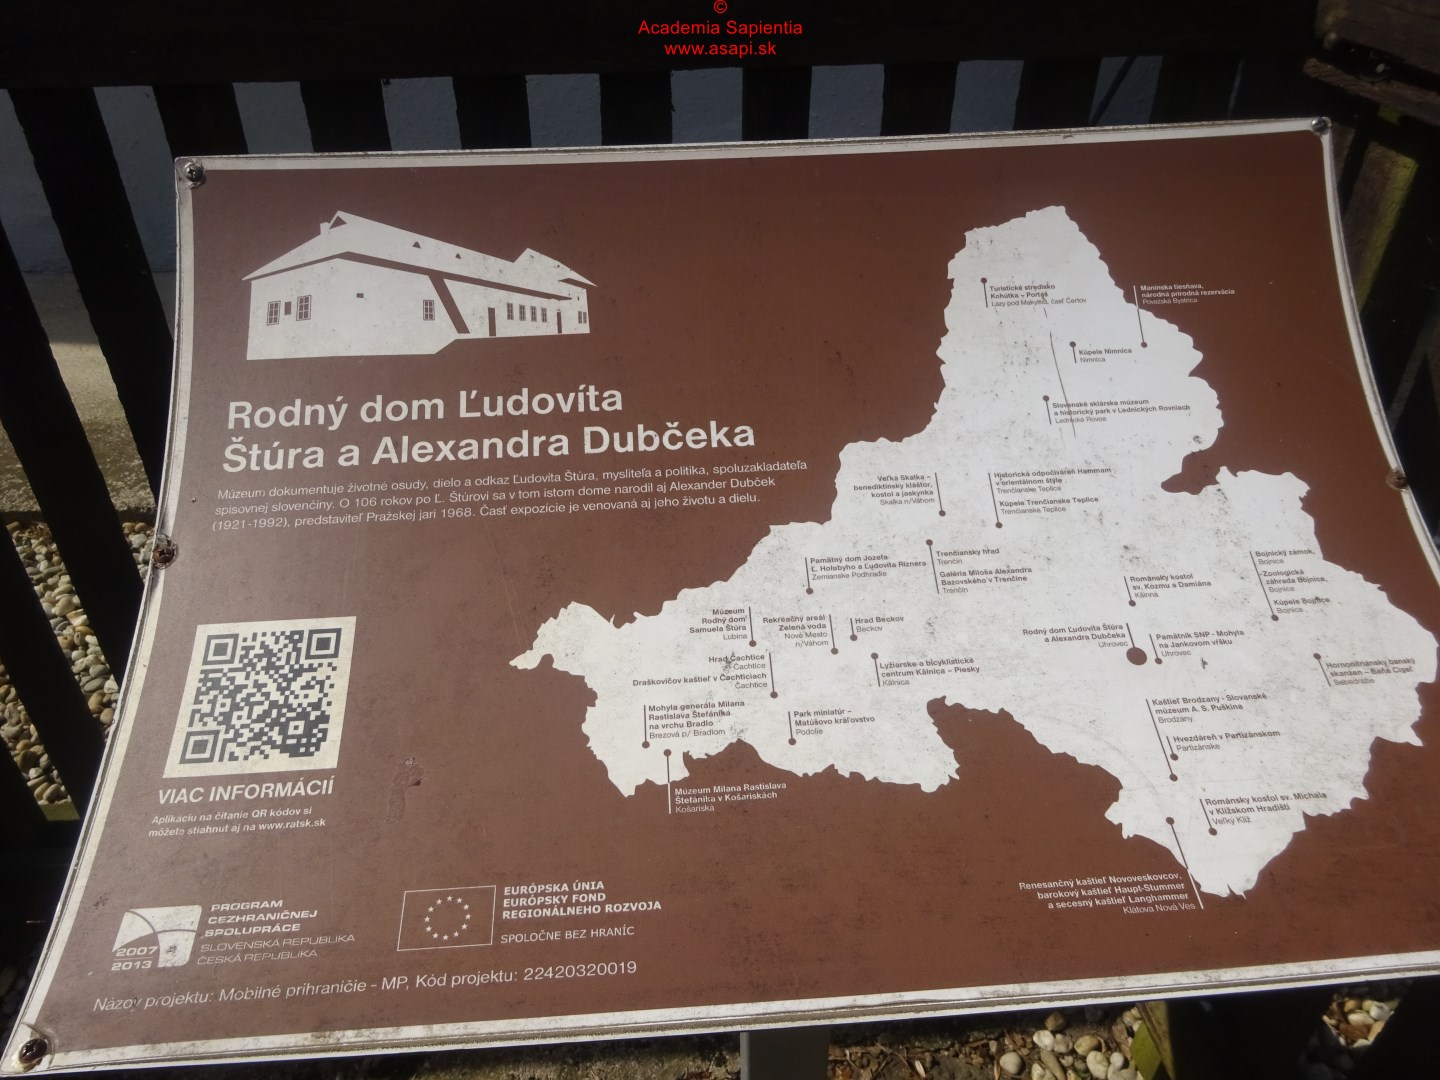 ©
Academia Sapientia
www.asapi.sk
Rodný dom Ľudovíta
Štúra a Alexandra Dubčeka
Múzeum dokumentuje životné osudy, dielo a odkaz Ľudovíta Štúra, mysliteľa a politika, spoluzakladateľa
spisovnej slovenčiny. O 106 rokov po Ľ. Štúrovi sa v tom istom dome narodil aj Alexander Dubček
(1921-1992), predstaviteľ Pražskej jari 1968. Časť expozície je venovaná aj jeho životu a dielu.
VIAC INFORMÁCIÍ
Aplikáciu na čítanie QR kódov si
môžete stiahnuť aj na www.ratsk.sk
2007
2013
PROGRAM
CEZHRANIČNEJ
SPOLUPRÁCE
SLOVENSKÁ REPUBLIKA
ČESKÁ REPUBLIKA
EURÓPSKA ÚNIA
EURÓPSKY FOND
REGIONÁLNEHO ROZVOJA
SPOLOČNE BEZ HRANÍC
Názov projektu: Mobilné prihraničie - MP, Kód projektu: 22420320019
Turistické stredisko
Kohútka – Portáš
Lazy pod Makytou, časť Čertov
Manínska tiesňava,
národná prírodná rezervácia
Považská Bystrica
Kúpele Nimnica
Nimnica
Slovenské sklárske múzeum
a historický park v Lednických Rovniach
Lednické Rovne
Veľká Skalka –
benediktínsky kláštor,
kostol a jaskynka
Skalka n/Váhom
Historická odpočiváreň Hammam
v orientálnom štýle
Trenčianske Teplice
Kúpele Trenčianske Teplice
Trenčianske Teplice
Pamätný dom Jozefa
Ľ. Holubyho a Ľudovíta Riznera
Zemianske Podhradie
Trenčiansky hrad
Trenčín
Galéria Miloša Alexandra
Bazovského v Trenčíne
Trenčín
Románsky kostol
sv. Kozmu a Damiána
Kšinná
Bojnický zámok,
Bojnice
Zoologická
záhrada Bojnice,
Bojnice
Kúpele Bojnice
Bojnice
Múzeum
Rodný dom
Samuela Štúra
Lubina
Rekreačný areál
Zelená voda
Nové Mesto
n/Váhom
Hrad Beckov
Beckov
Rodný dom Ľudovíta Štúra
a Alexandra Dubčeka
Uhrovec
Pamätník SNP - Mohyla
na Jankovom vŕšku
Uhrovec
Hrad Čachtice
Čachtice
Draškovičov kaštieľ v Čachticiach
Čachtice
Lyžiarske a bicyklistické
centrum Kálnica – Piesky
Kálnica
Hornonitriansky banský
skanzen – Baňa Cigeľ
Sebedražie
Mohyla generála Milana
Rastislava Štefánika
na vrchu Bradlo
Brezová p/ Bradlom
Park miniatúr –
Matúšovo kráľovstvo
Podolie
Kaštieľ Brodzany - Slovanské
múzeum A. S. Puškina
Brodzany
Hvezdáreň v Partizánskom
Partizánske
Múzeum Milana Rastislava
Štefánika v Košariskách
Košariská
Románsky kostol sv. Michala
v Klížskom Hradišti
Veľký Klíž
Renesančný kaštieľ Novoveskovcov,
barokový kaštieľ Haupt-Stummer
a secesný kaštieľ Langhammer
Klátova Nová Ves